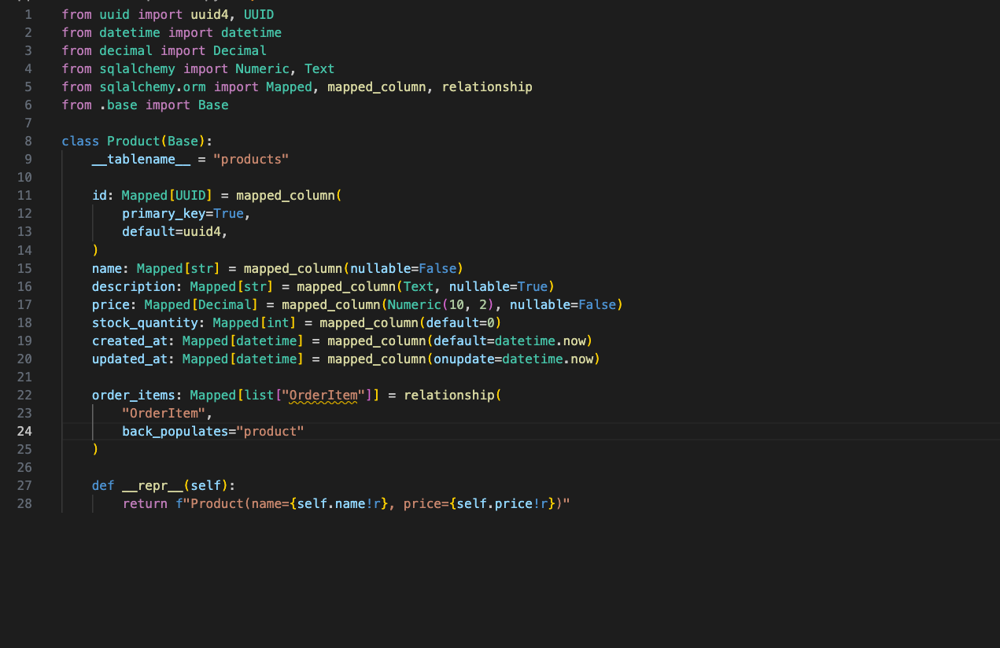 1 from uuid import uuid4, UUID
2 from datetime import datetime
3 from decimal import Decimal
4 from sqlalchemy import Numeric, Text
5 from sqlalchemy.orm import Mapped, mapped_column, relationship
6 from .base import Base
7
8 class Product(Base):
9     __tablename__ = "products"
10
11     id: Mapped[UUID] = mapped_column(
12         primary_key=True,
13         default=uuid4,
14     )
15     name: Mapped[str] = mapped_column(nullable=False)
16     description: Mapped[str] = mapped_column(Text, nullable=True)
17     price: Mapped[Decimal] = mapped_column(Numeric(10, 2), nullable=False)
18     stock_quantity: Mapped[int] = mapped_column(default=0)
19     created_at: Mapped[datetime] = mapped_column(default=datetime.now)
20     updated_at: Mapped[datetime] = mapped_column(onupdate=datetime.now)
21
22     order_items: Mapped[list["OrderItem"]] = relationship(
23         "OrderItem",
24         back_populates="product"
25     )
26
27     def __repr__(self):
28         return f"Product(name={self.name!r}, price={self.price!r})"